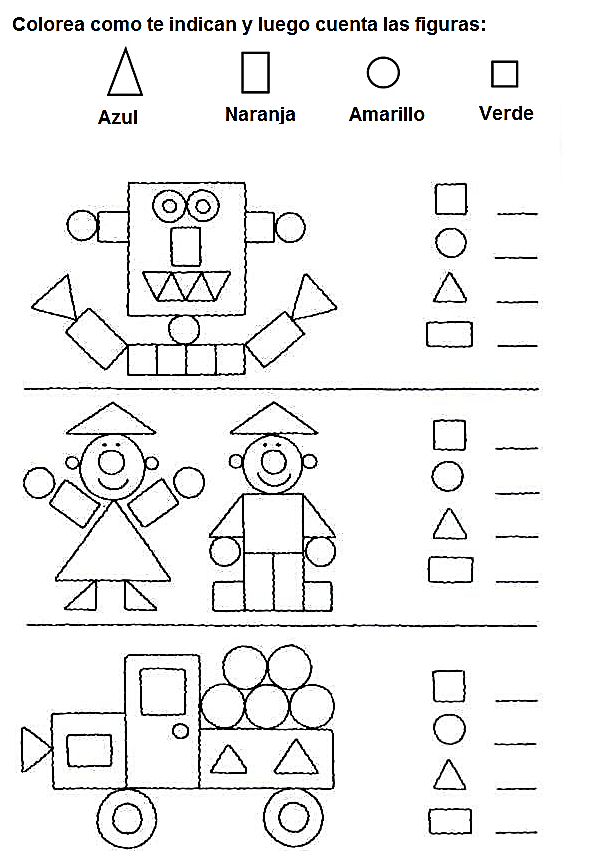 Colorea como te indican y luego cuenta las figuras:
Azul Naranja Amarillo Verde